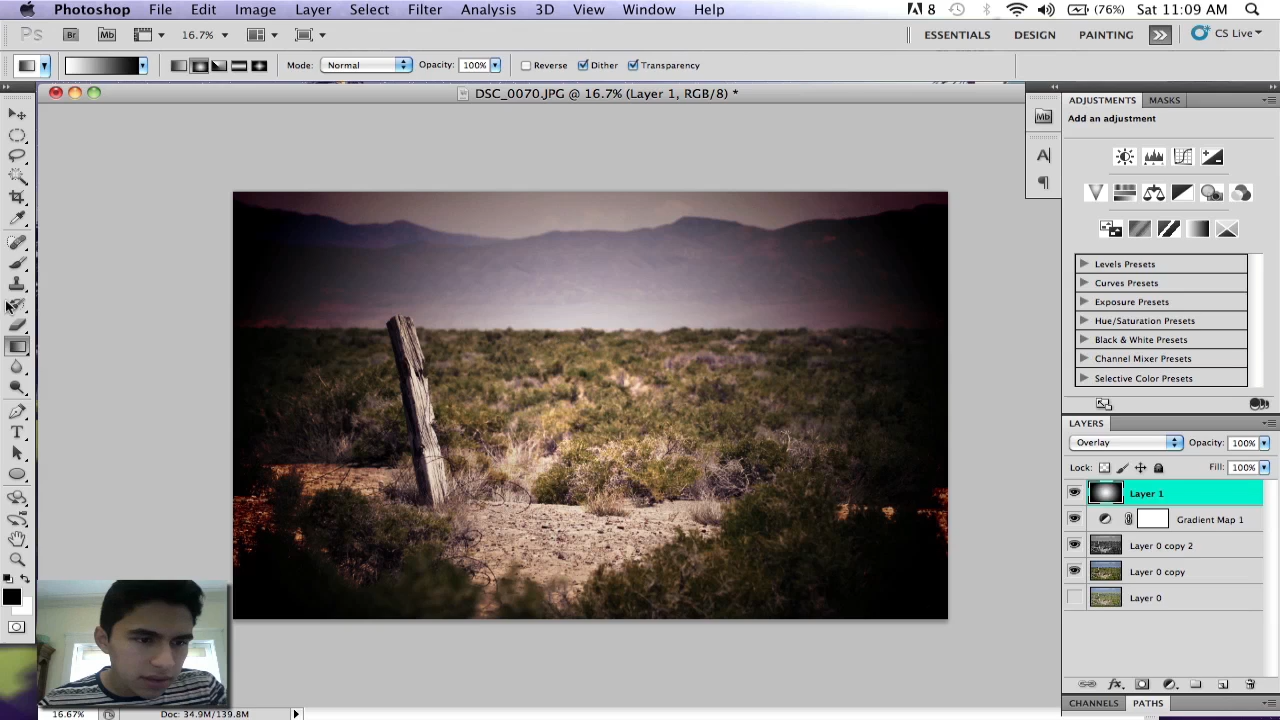 Photoshop File Edit Image Layer Select Filter Analysis 3D View Window Help 8 (76%) Sat 11:09 AM
Ps Br Mb 16.7% ESSENTIALS DESIGN PAINTING CS Live
Mode: Normal Opacity: 100% Reverse Dither Transparency
DSC_0070.JPG @ 16.7% (Layer 1, RGB/8) *
ADJUSTMENTS MASKS
Add an adjustment
Mb
A
Levels Presets
Curves Presets
Exposure Presets
Hue/Saturation Presets
Black & White Presets
Channel Mixer Presets
Selective Color Presets
LAYERS
Overlay Opacity: 100%
Lock: Fill: 100%
Layer 1
Gradient Map 1
Layer 0 copy 2
Layer 0 copy
Layer 0
fx
CHANNELS PATHS
16.67% Doc: 34.9M/139.8M